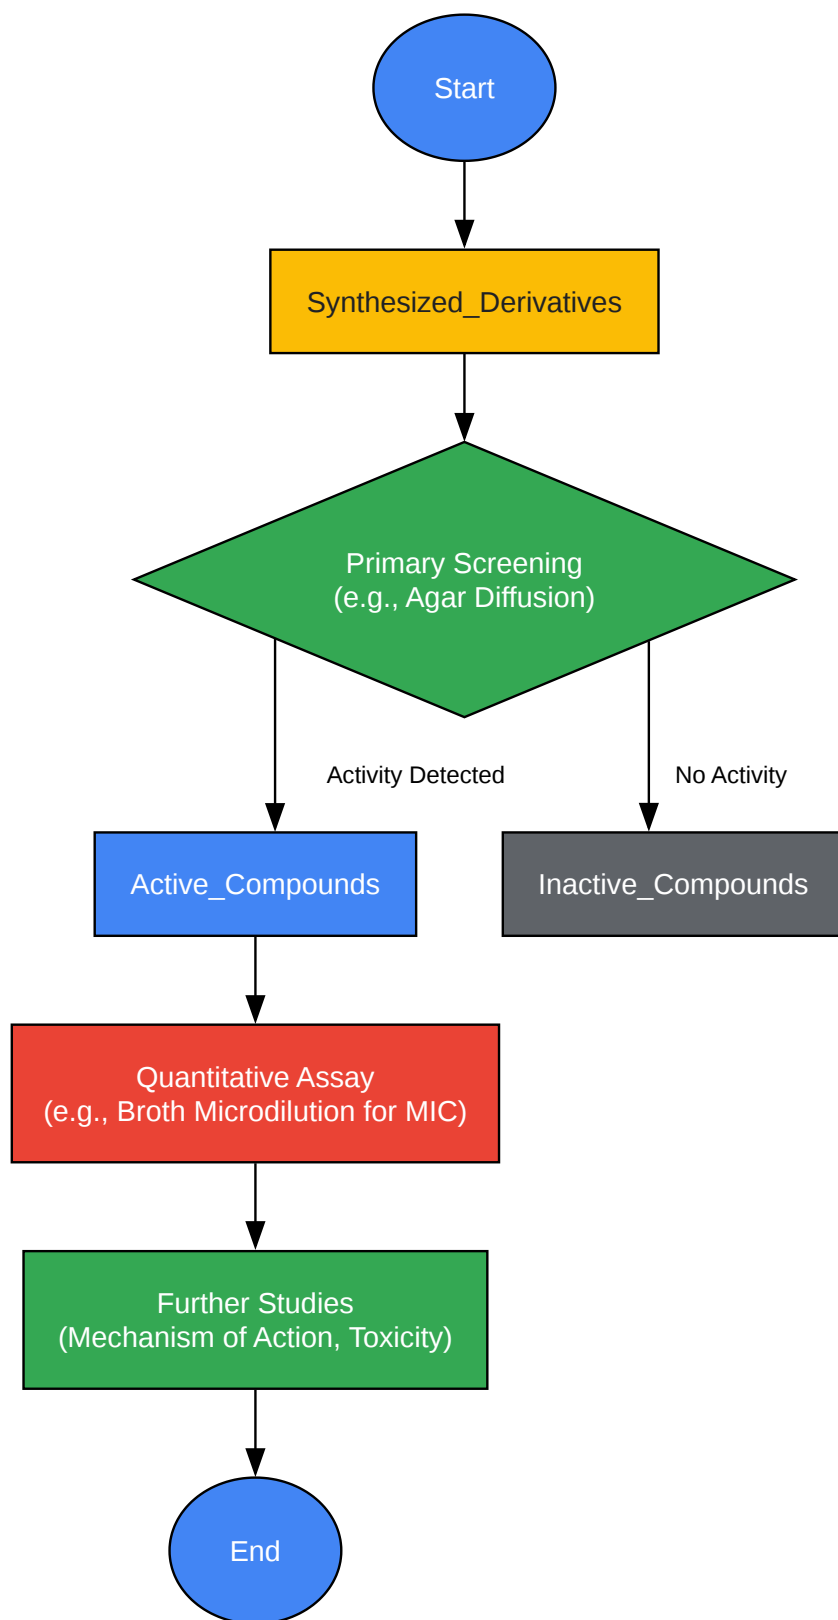 Start
Synthesized_Derivatives
Primary Screening
(e.g., Agar Diffusion)
Activity Detected
No Activity
Active_Compounds
Inactive_Compounds
Quantitative Assay
(e.g., Broth Microdilution for MIC)
Further Studies
(Mechanism of Action, Toxicity)
End